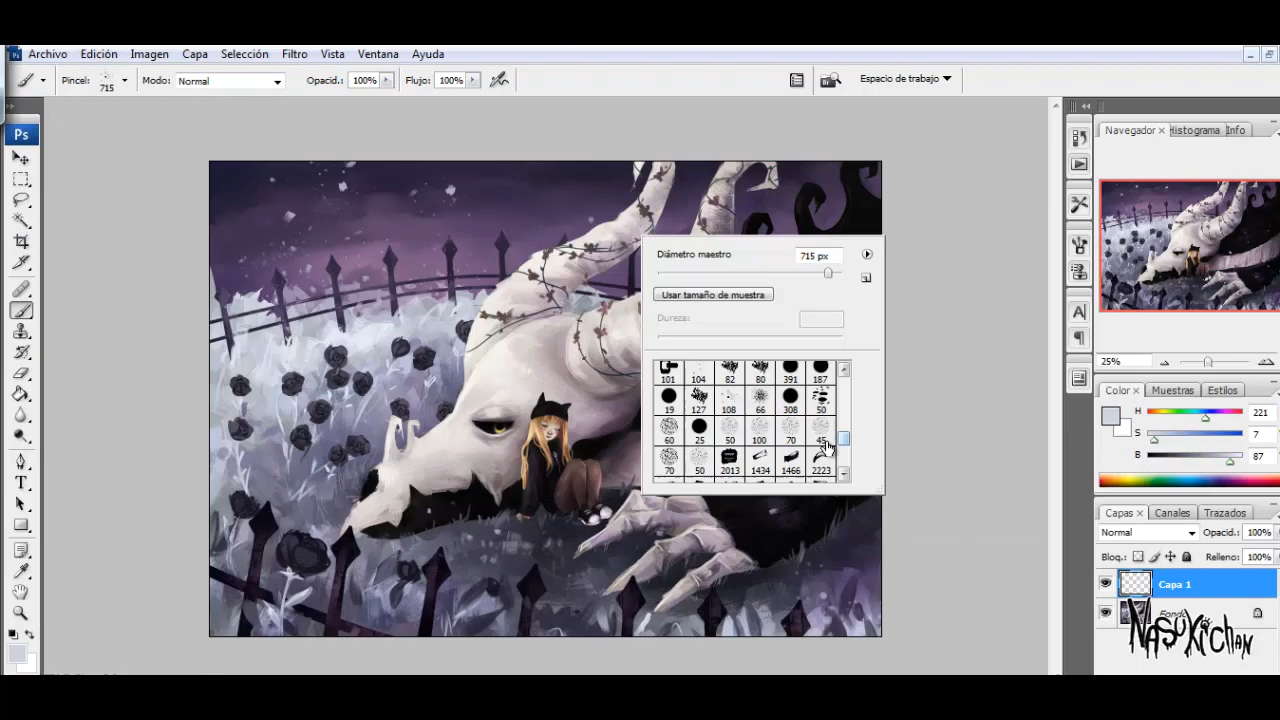 Ps Archivo Edición Imagen Capa Selección Filtro Vista Ventana Ayuda
Pincel: 715 Modo: Normal Opacid.: 100% Flujo: 100% Espacio de trabajo
Ps
Navegador Histograma Info
Diámetro maestro 715 px
Usar tamaño de muestra
Dureza:
101 104 82 80 391 187
19 127 108 66 308 50
60 25 50 100 70 45
70 50 2013 1434 1466 2223
25%
Color Muestras Estilos
H 221
S 7
B 87
Capas Canales Trazados
Normal Opacid.: 100%
Bloq.: Relleno: 100%
Capa 1
Fondo
NASUKICHAN